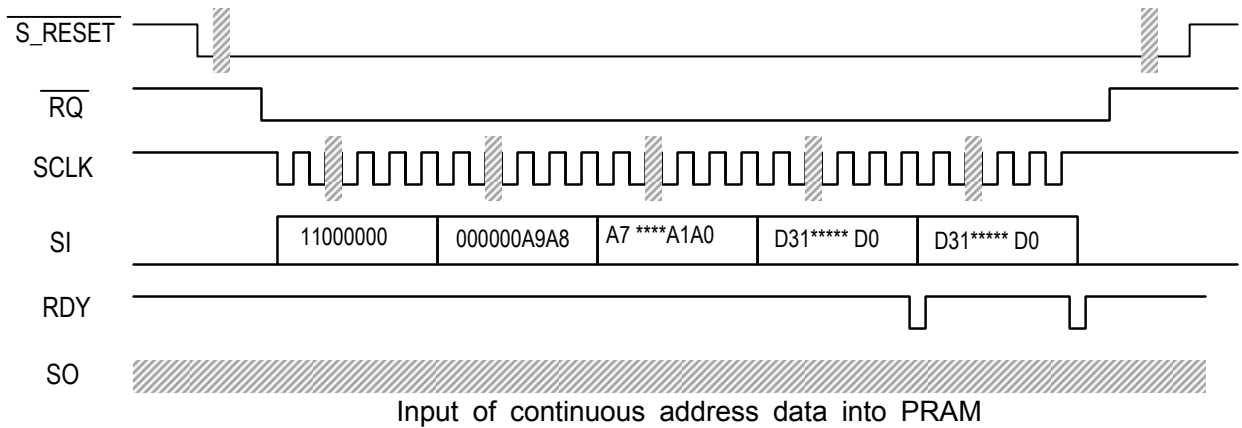 S_RESET
RQ
SCLK
SI
11000000
000000A9A8
A7 ****A1A0
D31***** D0
D31***** D0
RDY
SO
Input of continuous address data into PRAM